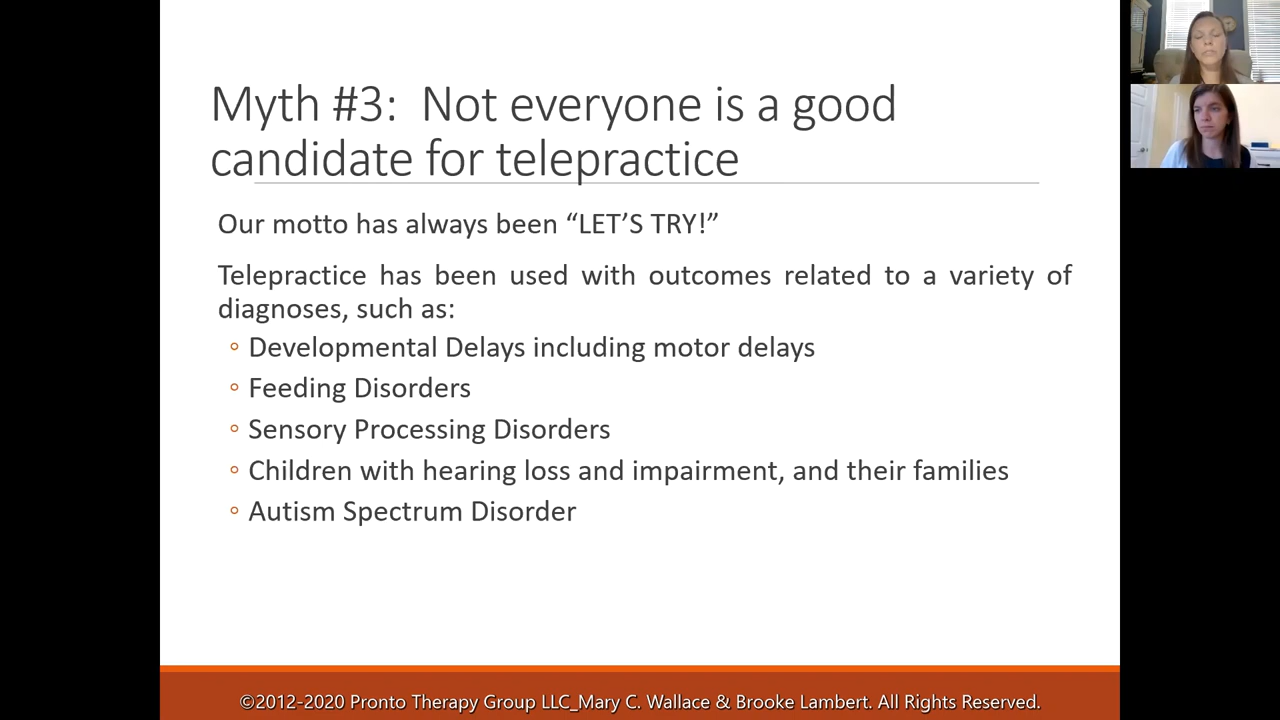 Myth #3:  Not everyone is a good
candidate for telepractice
Our motto has always been “LET’S TRY!”
Telepractice has been used with outcomes related to a variety of
diagnoses, such as:
◦ Developmental Delays including motor delays
◦ Feeding Disorders
◦ Sensory Processing Disorders
◦ Children with hearing loss and impairment, and their families
◦ Autism Spectrum Disorder
©2012-2020 Pronto Therapy Group LLC_Mary C. Wallace & Brooke Lambert. All Rights Reserved.